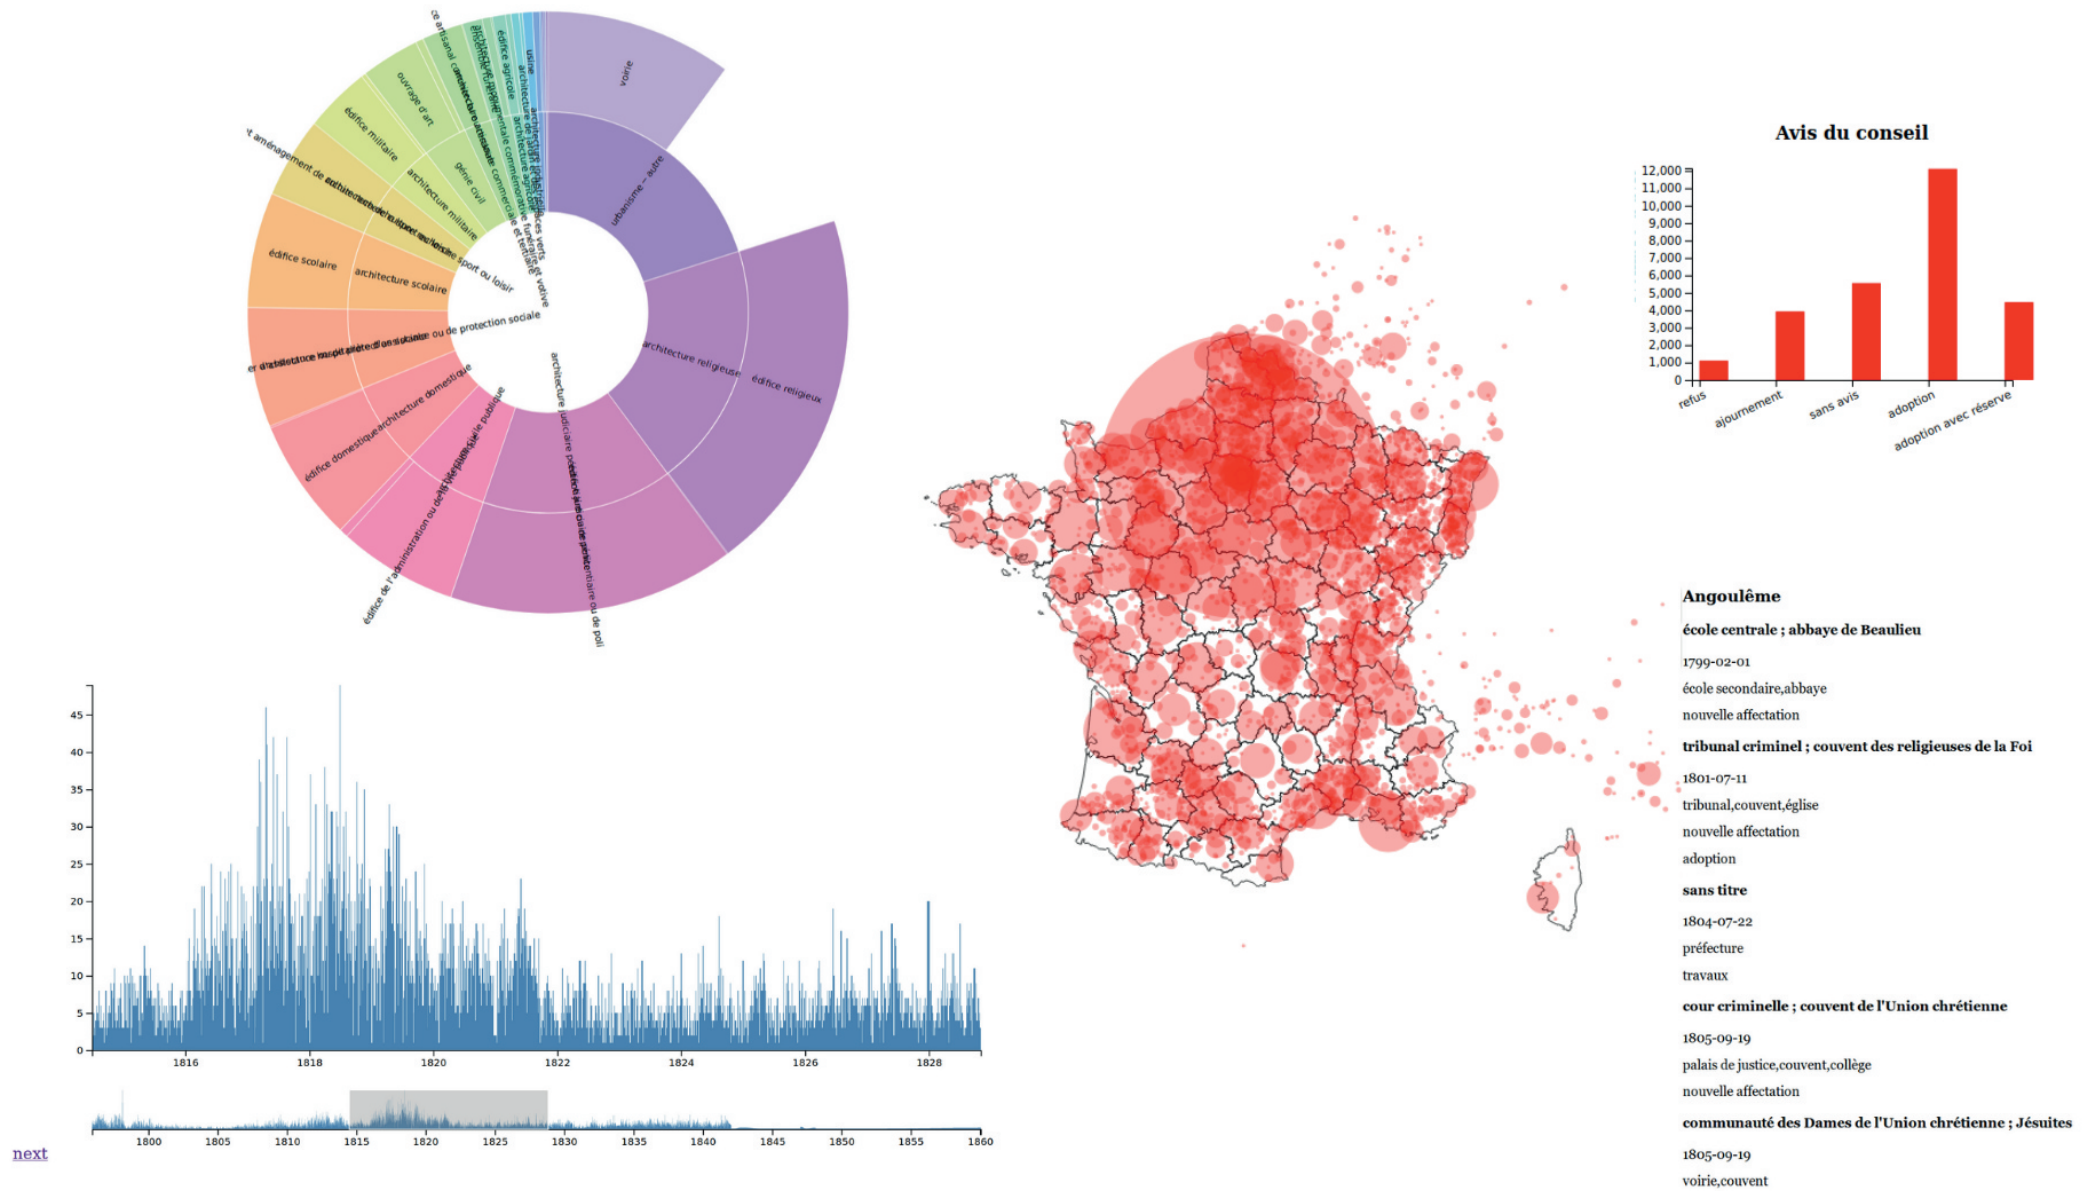 voirie
urbanisme – autre
architecture religieuse
édifice religieux
édifice de l'administration ou de la vie publique
édifice domestique
architecture domestique
architecture scolaire
édifice scolaire
architecture militaire
édifice militaire
génie civil
ouvrage d'art
édifice agricole
usine
Avis du conseil
12,000
11,000
10,000
9,000
8,000
7,000
6,000
5,000
4,000
3,000
2,000
1,000
0
refus
ajournement
sans avis
adoption
adoption avec réserve
45
40
35
30
25
20
15
10
5
0
1816
1818
1820
1822
1824
1826
1828
1800
1805
1810
1815
1820
1825
1830
1835
1840
1845
1850
1855
1860
next
Angoulême
école centrale ; abbaye de Beaulieu
1799-02-01
école secondaire,abbaye
nouvelle affectation
tribunal criminel ; couvent des religieuses de la Foi
1801-07-11
tribunal,couvent,église
nouvelle affectation
adoption
sans titre
1804-07-22
préfecture
travaux
cour criminelle ; couvent de l'Union chrétienne
1805-09-19
palais de justice,couvent,collège
nouvelle affectation
communauté des Dames de l'Union chrétienne ; Jésuites
1805-09-19
voirie,couvent